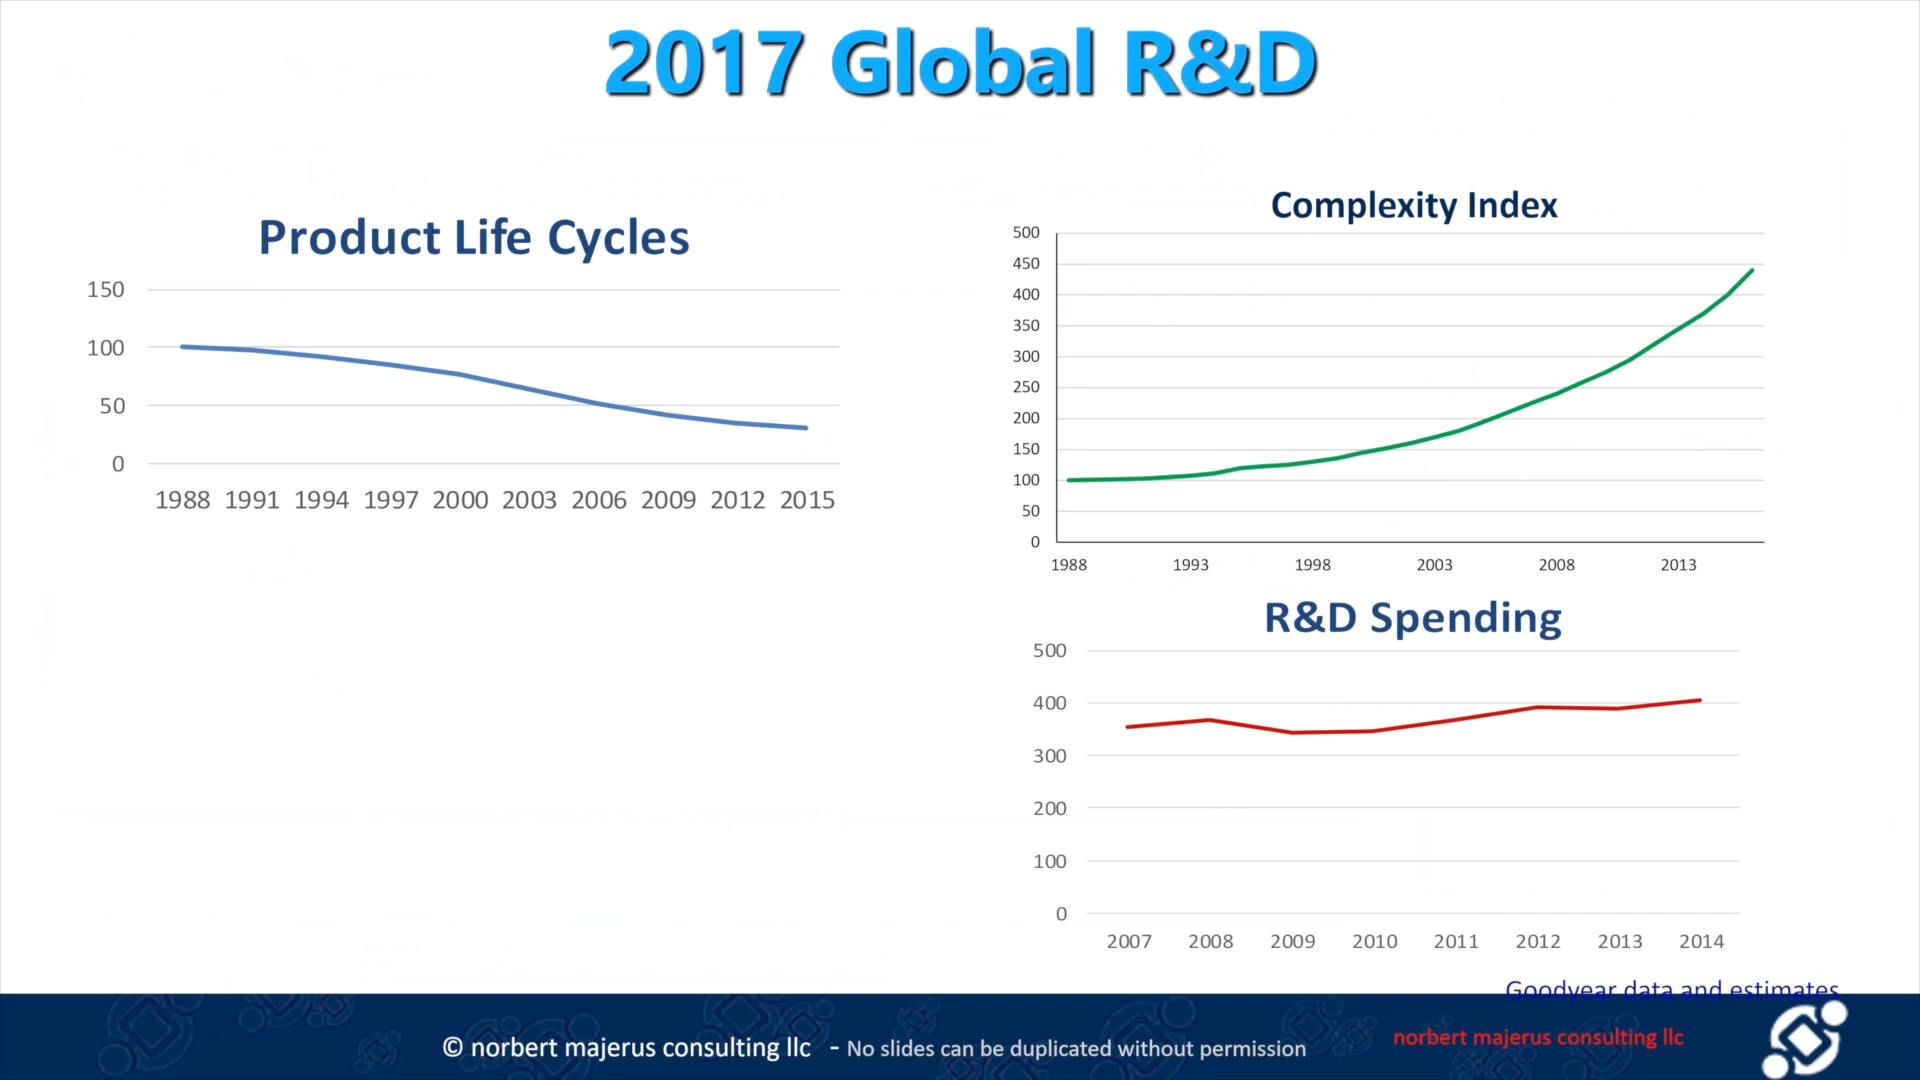 2017 Global R&D
Product Life Cycles
150
100
50
0
1988 1991 1994 1997 2000 2003 2006 2009 2012 2015
Complexity Index
500
450
400
350
300
250
200
150
100
50
0
1988 1993 1998 2003 2008 2013
R&D Spending
500
400
300
200
100
0
2007 2008 2009 2010 2011 2012 2013 2014
Goodyear data and estimates
© norbert majerus consulting llc - No slides can be duplicated without permission
norbert majerus consulting llc